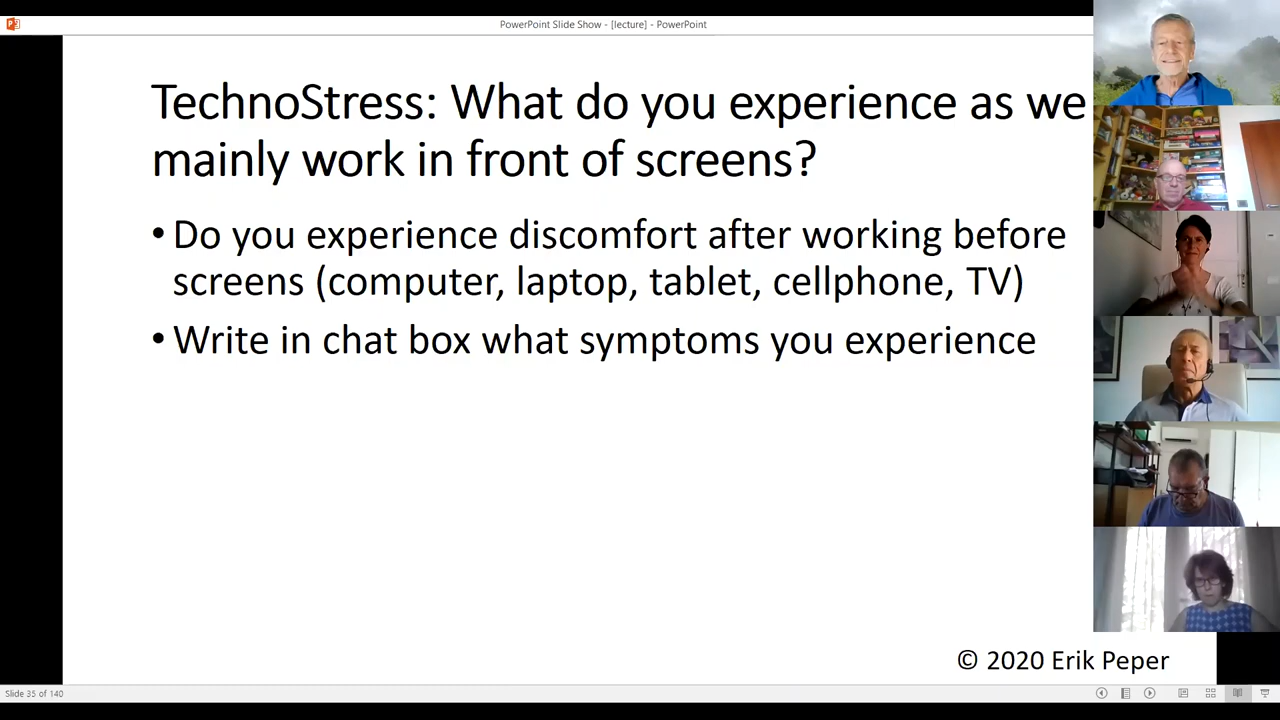 PowerPoint Slide Show - [lecture] - PowerPoint
TechnoStress: What do you experience as we
mainly work in front of screens?
• Do you experience discomfort after working before
screens (computer, laptop, tablet, cellphone, TV)
• Write in chat box what symptoms you experience
© 2020 Erik Peper
Slide 35 of 140